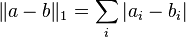 ‖a − b‖₁ = ∑ᵢ |aᵢ − bᵢ|